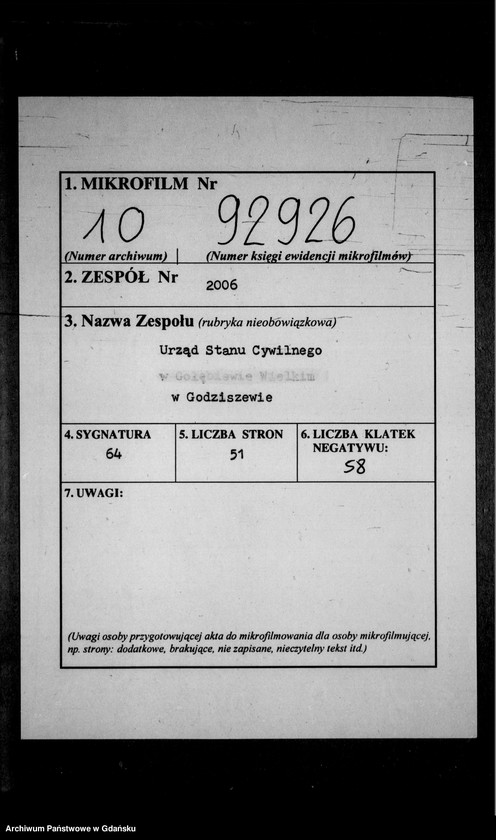 1. MIKROFILM Nr
10 92926
(Numer archiwum) (Numer księgi ewidencji mikrofilmów)
2. ZESPÓŁ Nr 2006
3. Nazwa Zespołu (rubryka nieobowiązkowa)
Urząd Stanu Cywilnego
w Gołębiewie Wielkim
w Godziszewie
4. SYGNATURA
64
5. LICZBA STRON
51
6. LICZBA KLATEK
NEGATYWU:
58
7. UWAGI:
(Uwagi osoby przygotowującej akta do mikrofilmowania dla osoby mikrofilmującej,
np. strony: dodatkowe, brakujące, nie zapisane, nieczytelny tekst itd.)
Archiwum Państwowe w Gdańsku